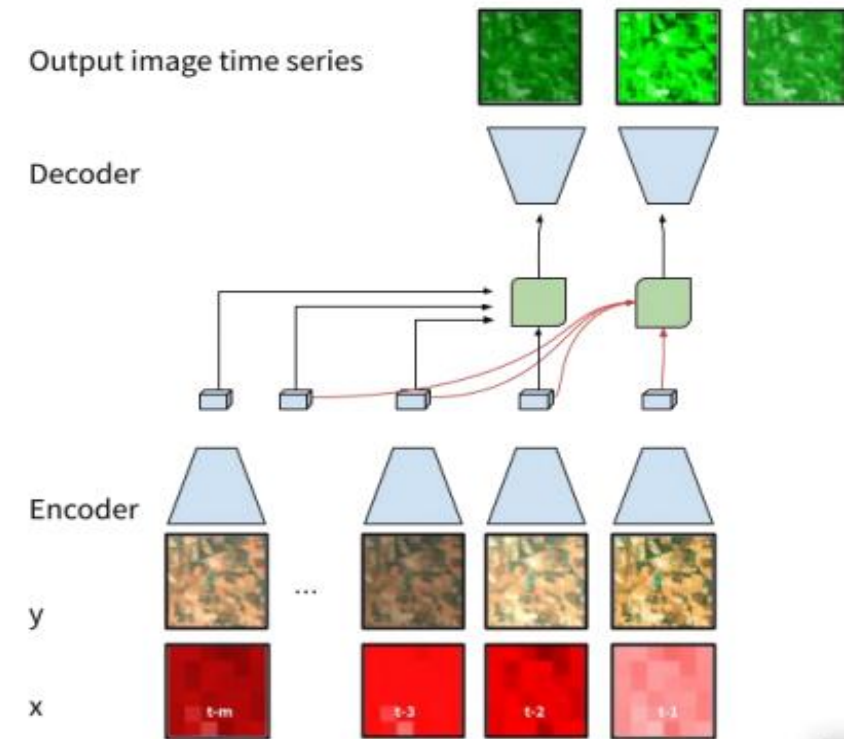 Output image time series
Decoder
Encoder
y
...
x
t-m
t-3
t-2
t-1